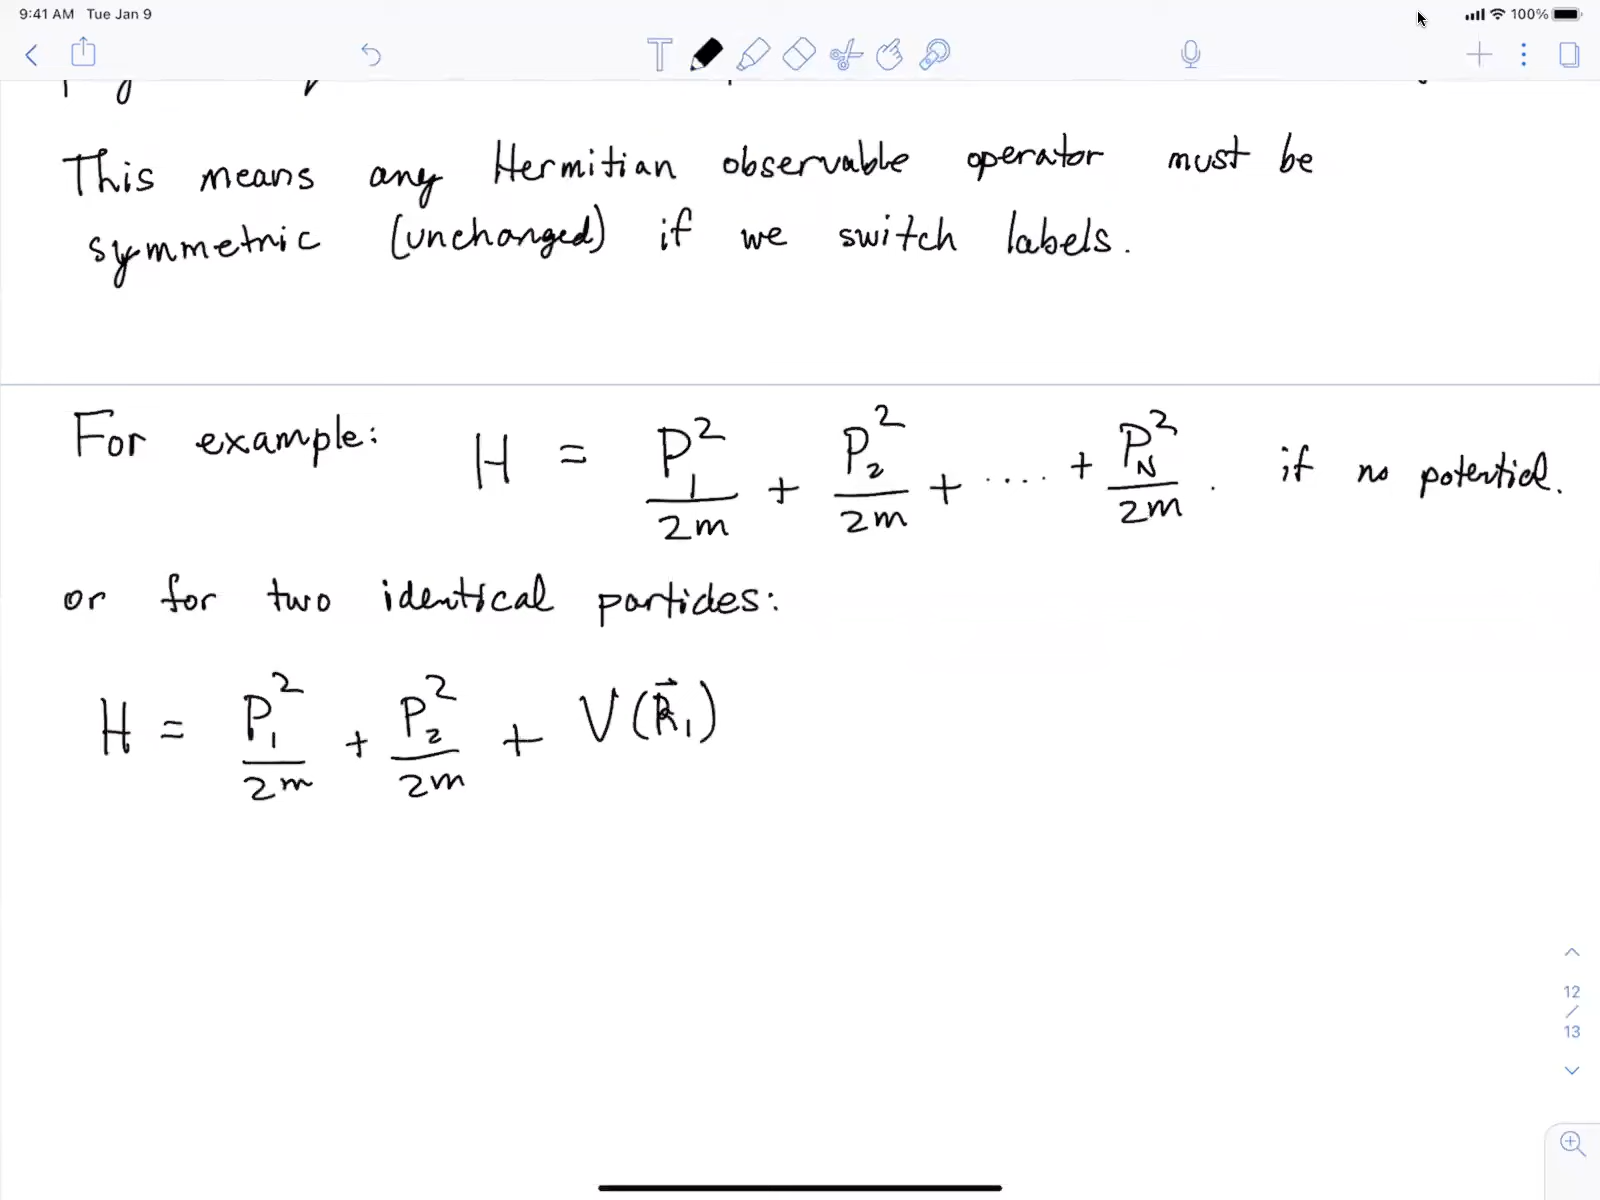 9:41 AM Tue Jan 9 100%
T
This means any Hermitian observable operator must be
symmetric (unchanged) if we switch labels.
For example: H = P₁²/2m + P₂²/2m + ..... + P_N²/2m . if no potential.
or for two identical particles:
H = P₁²/2m + P₂²/2m + V(R⃗₁)
12
/
13